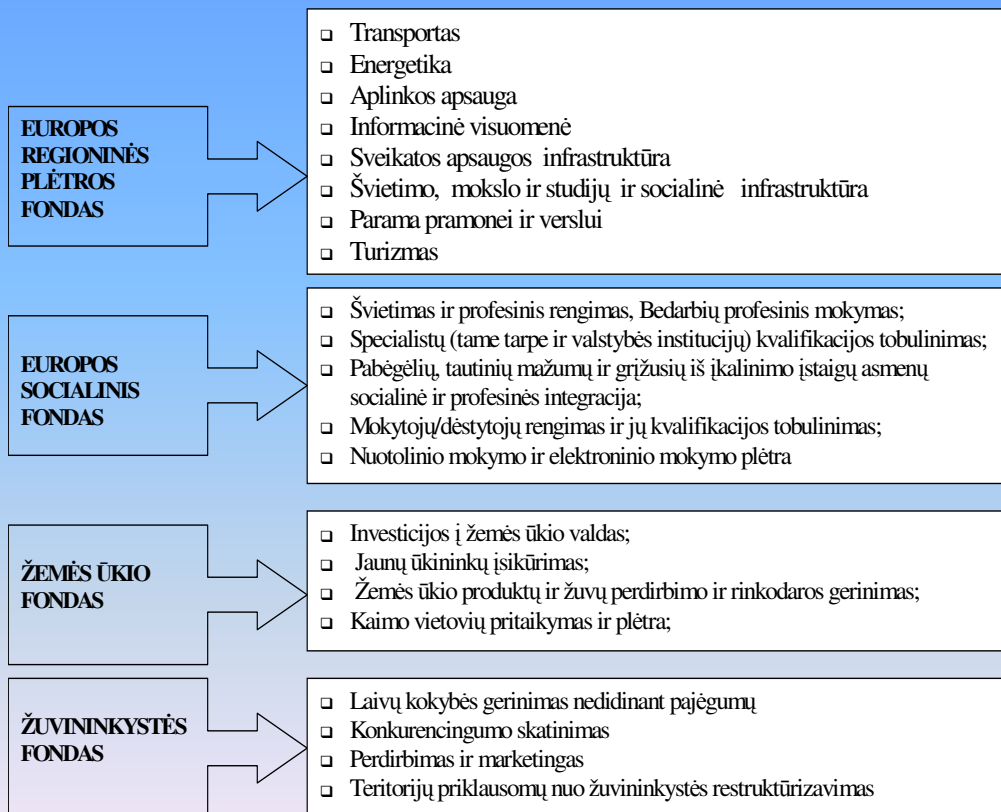 EUROPOS
REGIONINĖS
PLĖTROS
FONDAS
❑ Transportas
❑ Energetika
❑ Aplinkos apsauga
❑ Informacinė visuomenė
❑ Sveikatos apsaugos infrastruktūra
❑ Švietimo, mokslo ir studijų ir socialinė infrastruktūra
❑ Parama pramonei ir verslui
❑ Turizmas
EUROPOS
SOCIALINIS
FONDAS
❑ Švietimas ir profesinis rengimas, Bedarbių profesinis mokymas;
❑ Specialistų (tame tarpe ir valstybės institucijų) kvalifikacijos tobulinimas;
❑ Pabėgėlių, tautinių mažumų ir grįžusių iš įkalinimo įstaigų asmenų
socialinė ir profesinės integracija;
❑ Mokytojų/dėstytojų rengimas ir jų kvalifikacijos tobulinimas;
❑ Nuotolinio mokymo ir elektroninio mokymo plėtra
ŽEMĖS ŪKIO
FONDAS
❑ Investicijos į žemės ūkio valdas;
❑ Jaunų ūkininkų įsikūrimas;
❑ Žemės ūkio produktų ir žuvų perdirbimo ir rinkodaros gerinimas;
❑ Kaimo vietovių pritaikymas ir plėtra;
ŽUVININKYSTĖS
FONDAS
❑ Laivų kokybės gerinimas nedidinant pajėgumų
❑ Konkurencingumo skatinimas
❑ Perdirbimas ir marketingas
❑ Teritorijų priklausomų nuo žuvininkystės restruktūrizavimas